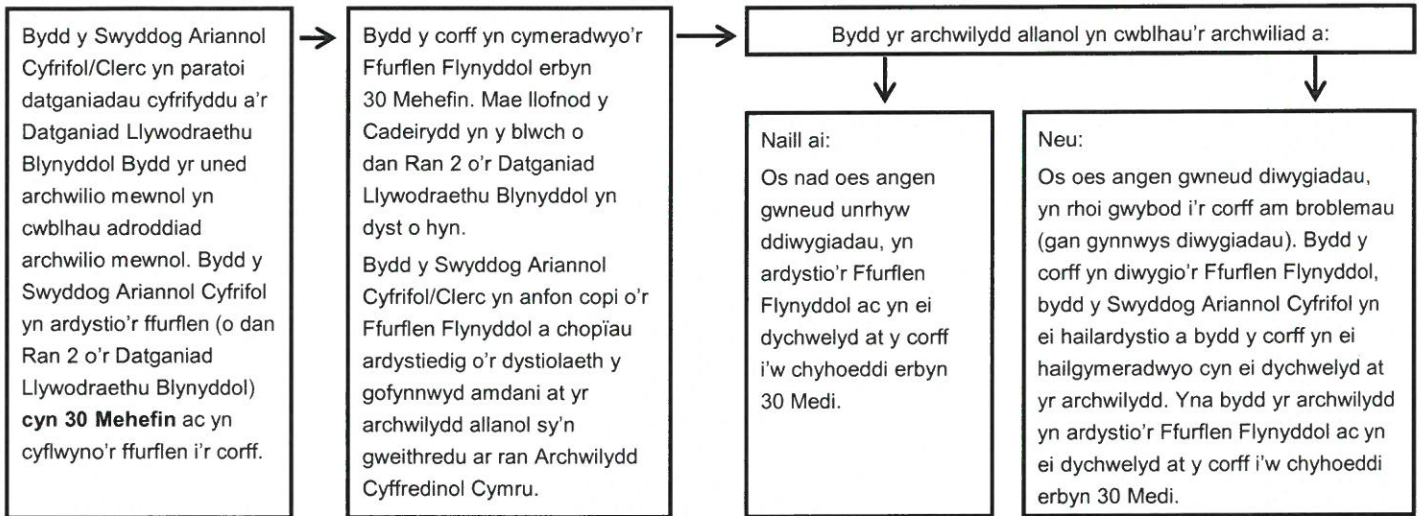 Bydd y Swyddog Ariannol
Cyfrifol/Clerc yn paratoi
datganiadau cyfrifyddu a'r
Datganiad Llywodraethu
Blynyddol Bydd yr uned
archwilio mewnol yn
cwblhau adroddiad
archwilio mewnol. Bydd y
Swyddog Ariannol Cyfrifol
yn ardystio'r ffurflen (o dan
Ran 2 o'r Datganiad
Llywodraethu Blynyddol)
cyn 30 Mehefin ac yn
cyflwyno'r ffurflen i'r corff.
Bydd y corff yn cymeradwyo'r
Ffurflen Flynyddol erbyn
30 Mehefin. Mae llofnod y
Cadeirydd yn y blwch o
dan Ran 2 o'r Datganiad
Llywodraethu Blynyddol yn
dyst o hyn.
Bydd y Swyddog Ariannol
Cyfrifol/Clerc yn anfon copi o'r
Ffurflen Flynyddol a chopïau
ardystiedig o'r dystiolaeth y
gofynnwyd amdani at yr
archwilydd allanol sy'n
gweithredu ar ran Archwilydd
Cyffredinol Cymru.
Bydd yr archwilydd allanol yn cwblhau'r archwiliad a:
Naill ai:
Os nad oes angen
gwneud unrhyw
ddiwygiadau, yn
ardystio'r Ffurflen
Flynyddol ac yn ei
dychwelyd at y corff
i'w chyhoeddi erbyn
30 Medi.
Neu:
Os oes angen gwneud diwygiadau,
yn rhoi gwybod i'r corff am broblemau
(gan gynnwys diwygiadau). Bydd y
corff yn diwygio'r Ffurflen Flynyddol,
bydd y Swyddog Ariannol Cyfrifol yn
ei hailardystio a bydd y corff yn ei
hailgymeradwyo cyn ei dychwelyd at
yr archwilydd. Yna bydd yr archwilydd
yn ardystio'r Ffurflen Flynyddol ac yn
ei dychwelyd at y corff i'w chyhoeddi
erbyn 30 Medi.